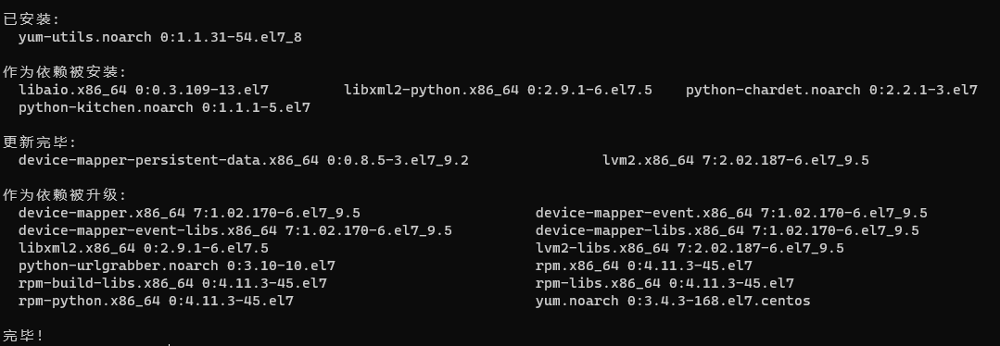 已安装:
yum-utils.noarch 0:1.1.31-54.el7_8
作为依赖被安装:
libaio.x86_64 0:0.3.109-13.el7 libxml2-python.x86_64 0:2.9.1-6.el7.5 python-chardet.noarch 0:2.2.1-3.el7
python-kitchen.noarch 0:1.1.1-5.el7
更新完毕:
device-mapper-persistent-data.x86_64 0:0.8.5-3.el7_9.2 lvm2.x86_64 7:2.02.187-6.el7_9.5
作为依赖被升级:
device-mapper.x86_64 7:1.02.170-6.el7_9.5 device-mapper-event.x86_64 7:1.02.170-6.el7_9.5
device-mapper-event-libs.x86_64 7:1.02.170-6.el7_9.5 device-mapper-libs.x86_64 7:1.02.170-6.el7_9.5
libxml2.x86_64 0:2.9.1-6.el7.5 lvm2-libs.x86_64 7:2.02.187-6.el7_9.5
python-urlgrabber.noarch 0:3.10-10.el7 rpm.x86_64 0:4.11.3-45.el7
rpm-build-libs.x86_64 0:4.11.3-45.el7 rpm-libs.x86_64 0:4.11.3-45.el7
rpm-python.x86_64 0:4.11.3-45.el7 yum.noarch 0:3.4.3-168.el7.centos
完毕!